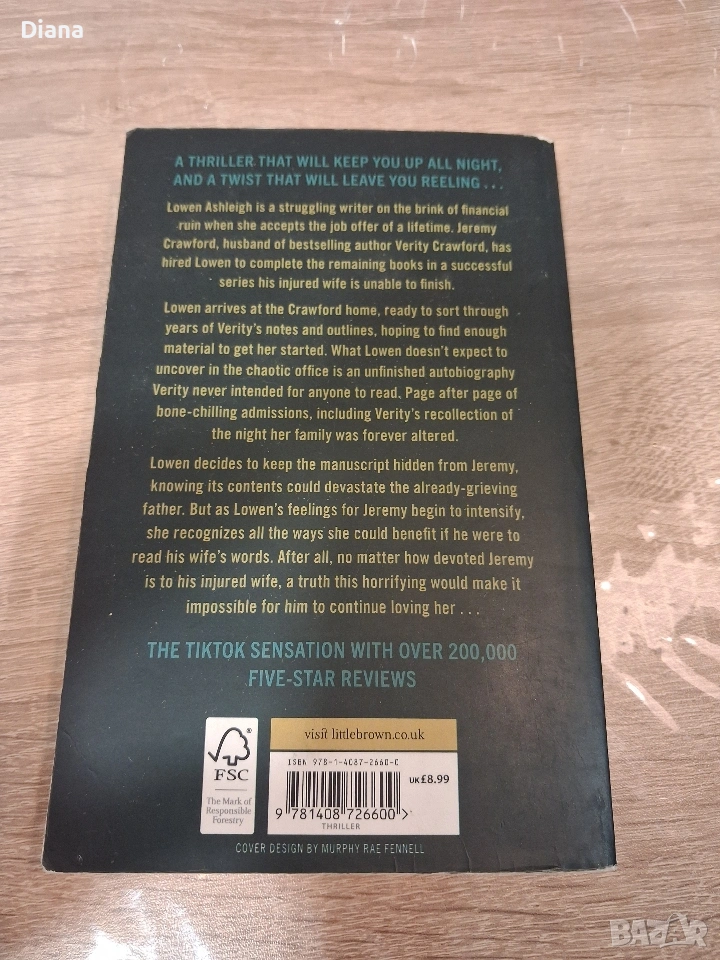 Diana
A THRILLER THAT WILL KEEP YOU UP ALL NIGHT,
AND A TWIST THAT WILL LEAVE YOU REELING . . .
Lowen Ashleigh is a struggling writer on the brink of financial
ruin when she accepts the job offer of a lifetime. Jeremy
Crawford, husband of bestselling author Verity Crawford, has
hired Lowen to complete the remaining books in a successful
series his injured wife is unable to finish.
Lowen arrives at the Crawford home, ready to sort through
years of Verity's notes and outlines, hoping to find enough
material to get her started. What Lowen doesn't expect to
uncover in the chaotic office is an unfinished autobiography
Verity never intended for anyone to read. Page after page of
bone-chilling admissions, including Verity's recollection of
the night her family was forever altered.
Lowen decides to keep the manuscript hidden from Jeremy,
knowing its contents could devastate the already-grieving
father. But as Lowen's feelings for Jeremy begin to intensify,
she recognizes all the ways she could benefit if he were to
read his wife's words. After all, no matter how devoted Jeremy
is to his injured wife, a truth this horrifying would make it
impossible for him to continue loving her . . .
THE TIKTOK SENSATION WITH OVER 200,000
FIVE-STAR REVIEWS
visit littlebrown.co.uk
ISBN 978-1-4087-2660-0
UK£8.99
9 781408 726600 >
THRILLER
FSC
The Mark of
Responsible
Forestry
COVER DESIGN BY MURPHY RAE FENNELL
BAZAR